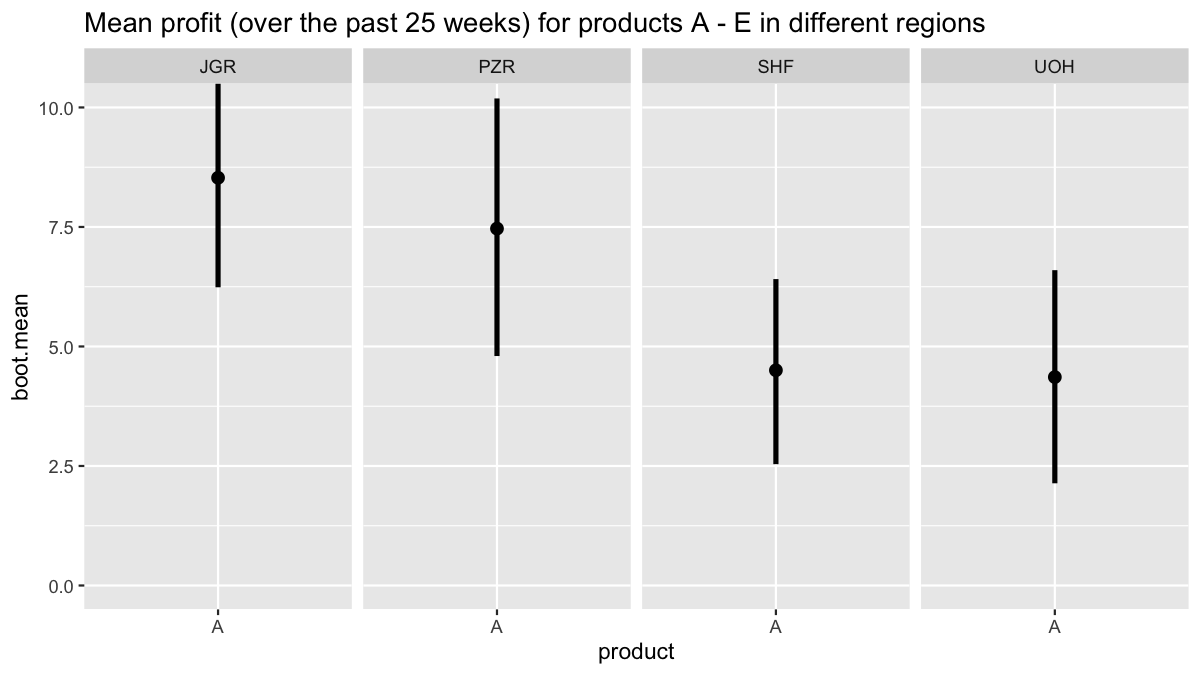 Mean profit (over the past 25 weeks) for products A - E in different regions
JGR PZR SHF UOH
10.0
7.5
5.0
2.5
0.0
boot.mean
A A A A
product